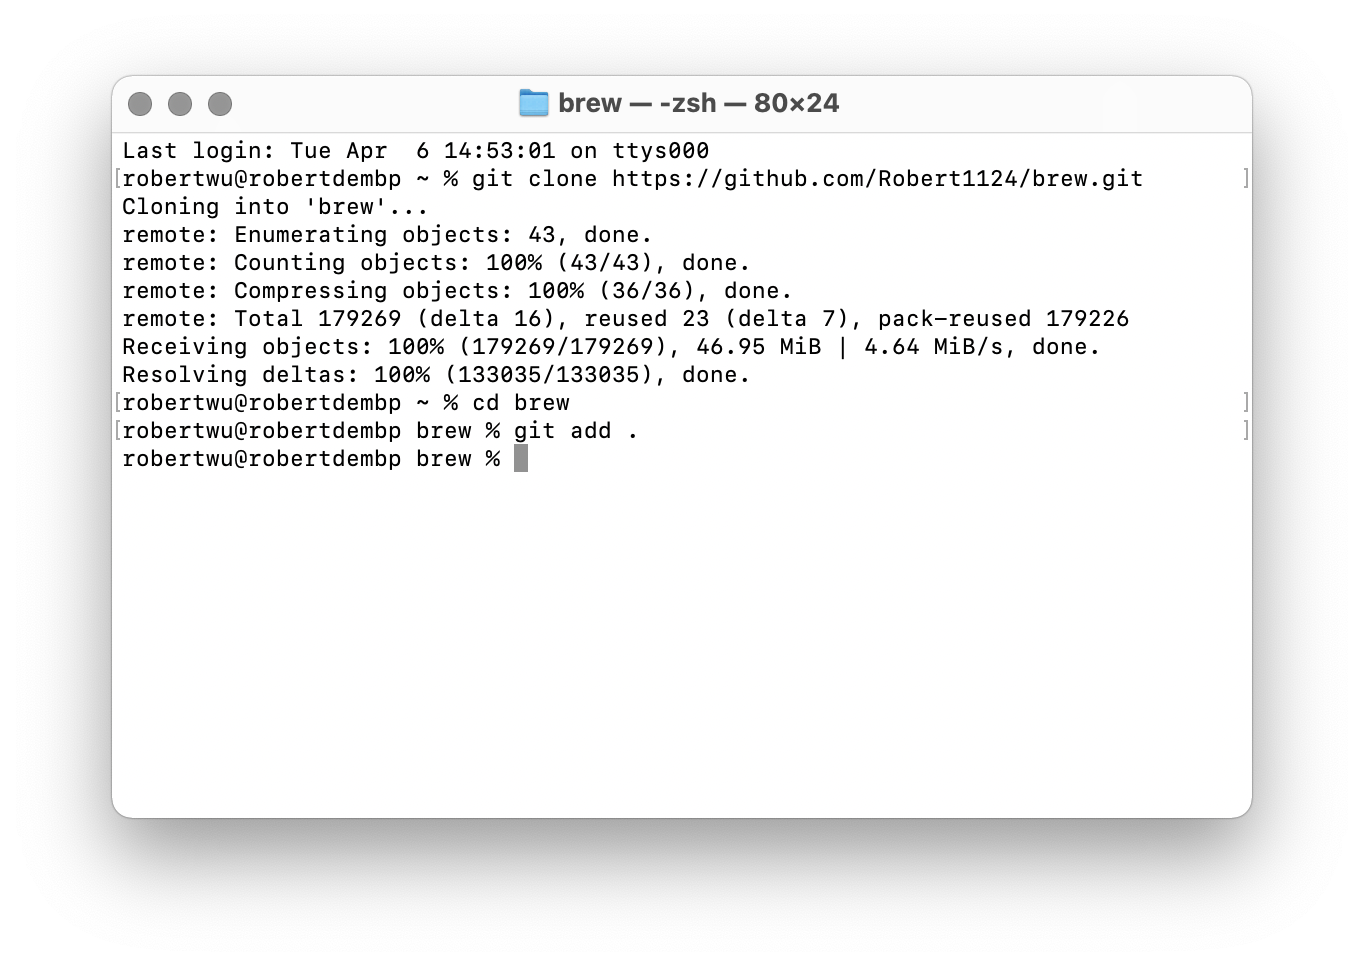 brew — -zsh — 80×24
Last login: Tue Apr  6 14:53:01 on ttys000
[robertwu@robertdembp ~ % git clone https://github.com/Robert1124/brew.git ]
Cloning into 'brew'...
remote: Enumerating objects: 43, done.
remote: Counting objects: 100% (43/43), done.
remote: Compressing objects: 100% (36/36), done.
remote: Total 179269 (delta 16), reused 23 (delta 7), pack-reused 179226
Receiving objects: 100% (179269/179269), 46.95 MiB | 4.64 MiB/s, done.
Resolving deltas: 100% (133035/133035), done.
[robertwu@robertdembp ~ % cd brew ]
[robertwu@robertdembp brew % git add . ]
robertwu@robertdembp brew %